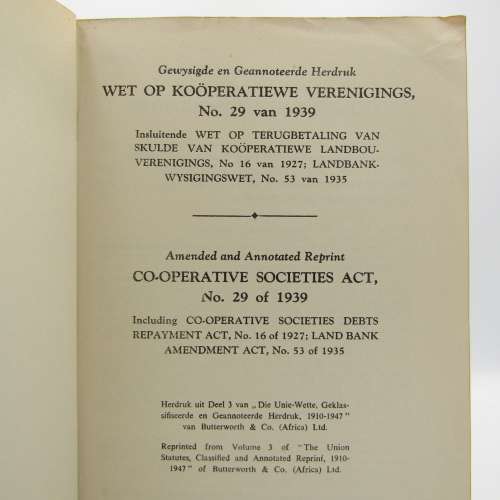 Gewysigde en Geannoteerde Herdruk
WET OP KOÖPERATIEWE VERENIGINGS,
No. 29 van 1939
Insluitende WET OP TERUGBETALING VAN
SKULDE VAN KOÖPERATIEWE LANDBOU-
VERENIGINGS, No 16 van 1927; LANDBANK-
WYSIGINGSWET, No. 53 van 1935
Amended and Annotated Reprint
CO-OPERATIVE SOCIETIES ACT,
No. 29 of 1939
Including CO-OPERATIVE SOCIETIES DEBTS
REPAYMENT ACT, No. 16 of 1927; LAND BANK
AMENDMENT ACT, No. 53 of 1935
Herdruk uit Deel 3 van „Die Unie-Wette, Geklas-
sifiseerde en Geannoteerde Herdruk, 1910-1947”
van Butterworth & Co. (Africa) Ltd.
Reprinted from Volume 3 of "The Union
Statutes, Classified and Annotated Reprint, 1910-
1947" of Butterworth & Co. (Africa) Ltd.